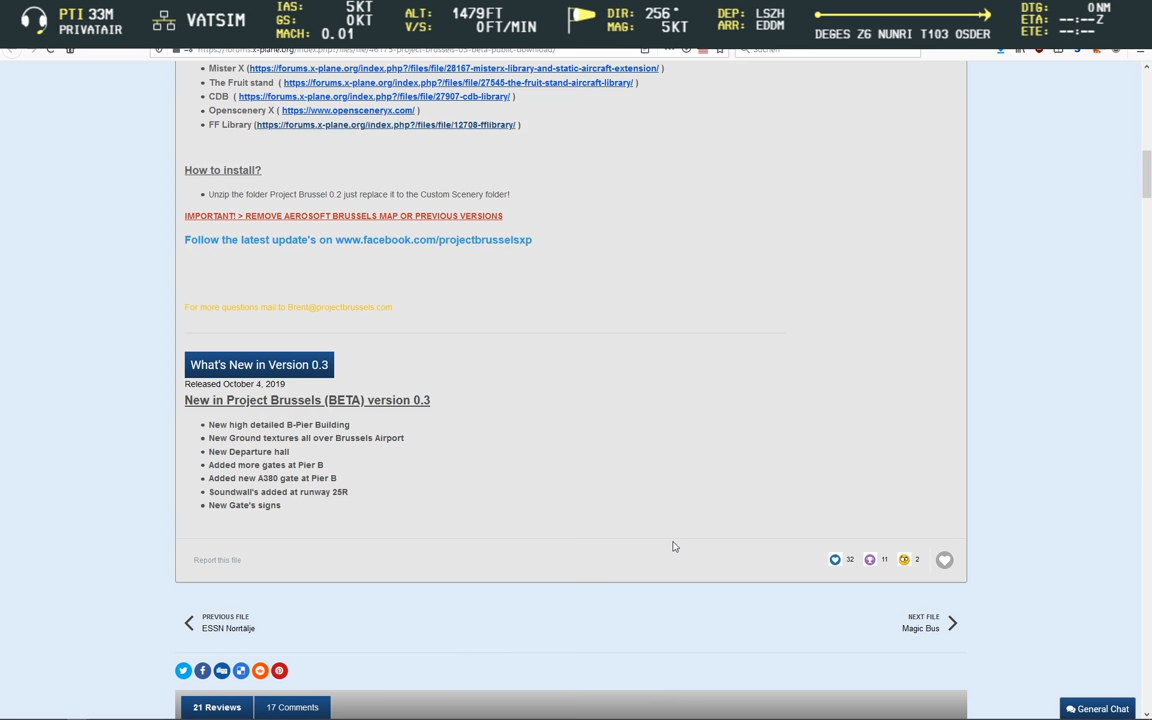 PTI 33M
PRIVATAIR
VATSIM
IAS: 5KT
GS: 0KT
MACH: 0.01
ALT: 1479FT
V/S: 0FT/MIN
DIR: 256°
MAG: 5KT
DEP: LSZH
ARR: EDDM
DEGES Z6 NUNRI T103 OSDER
DTG: 0NM
ETA: --:--Z
ETE: --:--
Mister X (https://forums.x-plane.org/index.php?/files/file/28167-misterx-library-and-static-aircraft-extension/ )
The Fruit stand ( https://forums.x-plane.org/index.php?/files/file/27545-the-fruit-stand-aircraft-library/ )
CDB ( https://forums.x-plane.org/index.php?/files/file/27907-cdb-library/ )
Openscenery X ( https://www.opensceneryx.com/ )
FF Library (https://forums.x-plane.org/index.php?/files/file/12708-fflibrary/ )
How to install?
Unzip the folder Project Brussel 0.2 just replace it to the Custom Scenery folder!
IMPORTANT! > REMOVE AEROSOFT BRUSSELS MAP OR PREVIOUS VERSIONS
Follow the latest update's on www.facebook.com/projectbrusselsxp
For more questions mail to Brent@projectbrussels.com
What's New in Version 0.3
Released October 4, 2019
New in Project Brussels (BETA) version 0.3
New high detailed B-Pier Building
New Ground textures all over Brussels Airport
New Departure hall
Added more gates at Pier B
Added new A380 gate at Pier B
Soundwall's added at runway 25R
New Gate's signs
Report this file
32
11
2
PREVIOUS FILE
ESSN Norrtälje
NEXT FILE
Magic Bus
21 Reviews
17 Comments
General Chat